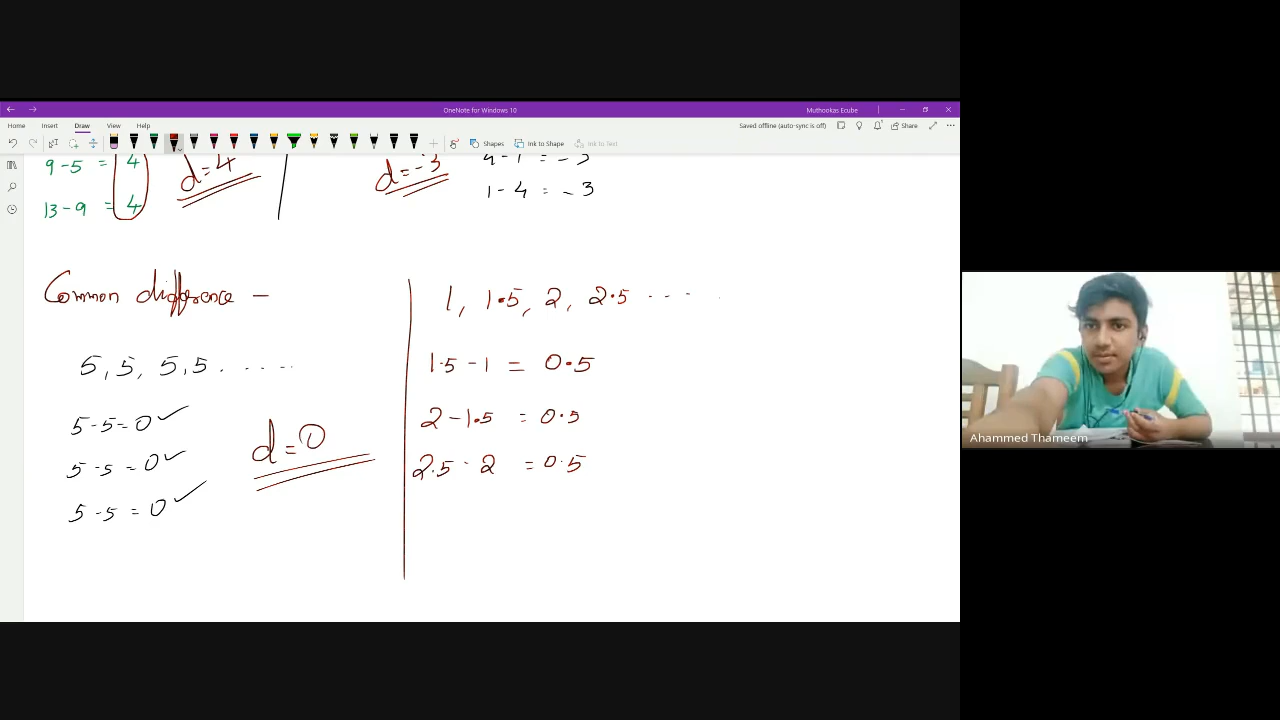 OneNote for Windows 10
Muthookas Ecube
Home Insert Draw View Help
Saved offline (auto-sync is off)
Share
Shapes
Ink to Shape
Ink to Text
9 - 5 = 4
13 - 9 = 4
d = 4
d = -3
4 - 7 = - 3
1 - 4 = - 3
Common difference -
5, 5, 5, 5 . . . . .
5 - 5 = 0 ✓
5 - 5 = 0 ✓
5 - 5 = 0 ✓
d = 0
1, 1.5, 2, 2.5 . . . . .
1.5 - 1 = 0.5
2 - 1.5 = 0.5
2.5 - 2 = 0.5
Ahammed Thameem